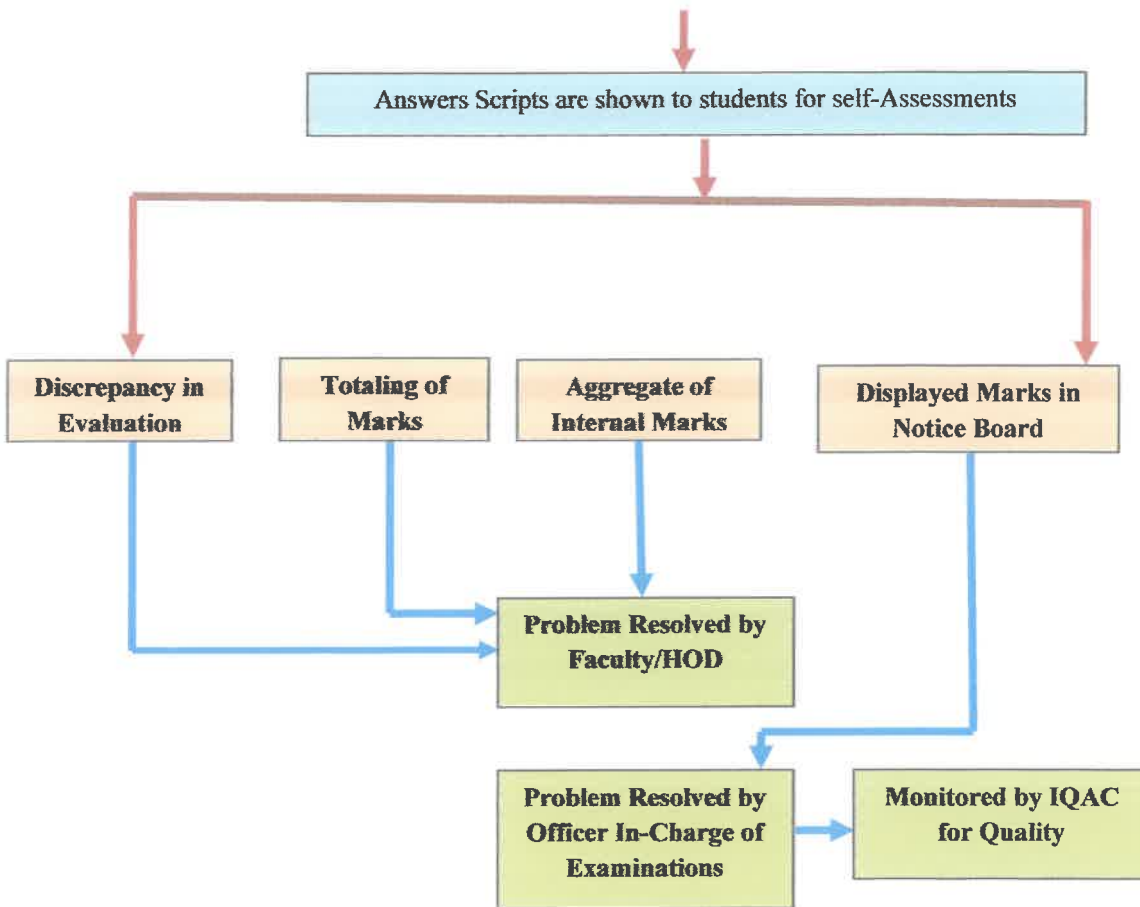 Answers Scripts are shown to students for self-Assessments
Discrepancy in
Evaluation
Totaling of
Marks
Aggregate of
Internal Marks
Displayed Marks in
Notice Board
Problem Resolved by
Faculty/HOD
Problem Resolved by
Officer In-Charge of
Examinations
Monitored by IQAC
for Quality